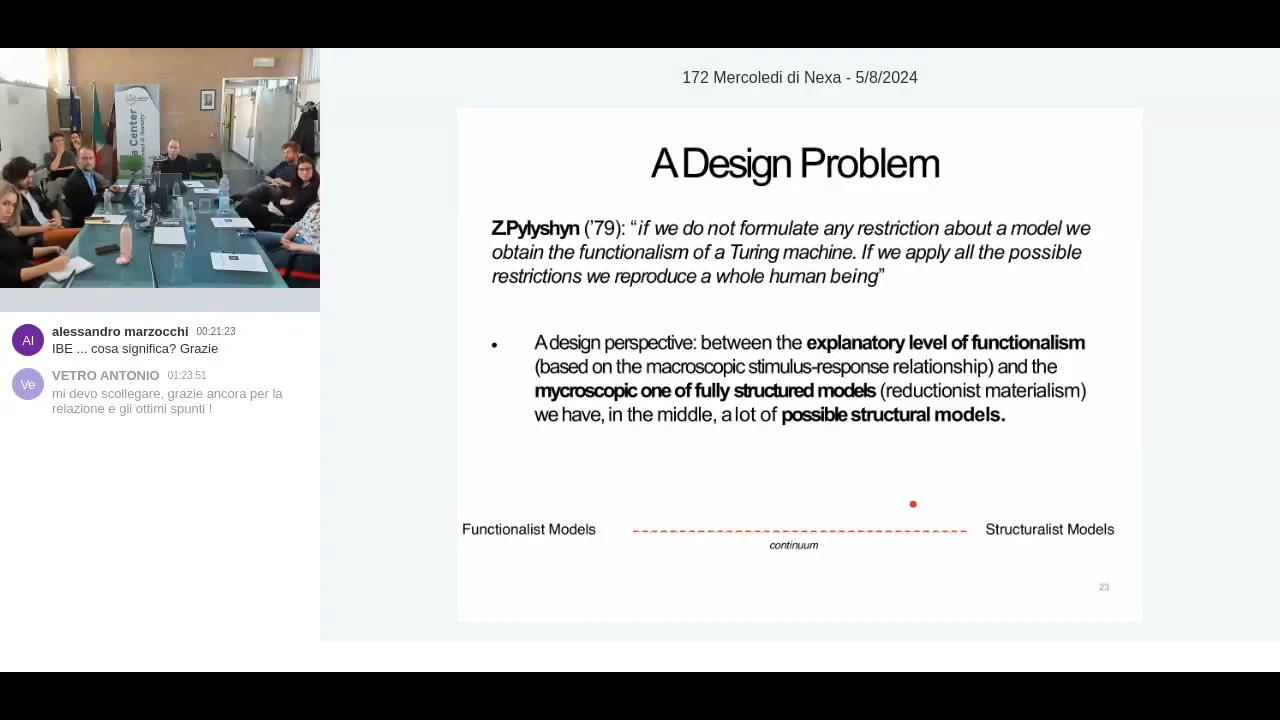 172 Mercoledi di Nexa - 5/8/2024
a Center
A Design Problem
Z.Pylyshyn ('79): “if we do not formulate any restriction about a model we
obtain the functionalism of a Turing machine. If we apply all the possible
restrictions we reproduce a whole human being”
• A design perspective: between the explanatory level of functionalism
(based on the macroscopic stimulus-response relationship) and the
mycroscopic one of fully structured models (reductionist materialism)
we have, in the middle, a lot of possible structural models.
Functionalist Models
Structuralist Models
continuum
23
Al
alessandro marzocchi 00:21:23
IBE ... cosa significa? Grazie
Ve
VETRO ANTONIO 01:23:51
mi devo scollegare, grazie ancora per la
relazione e gli ottimi spunti !